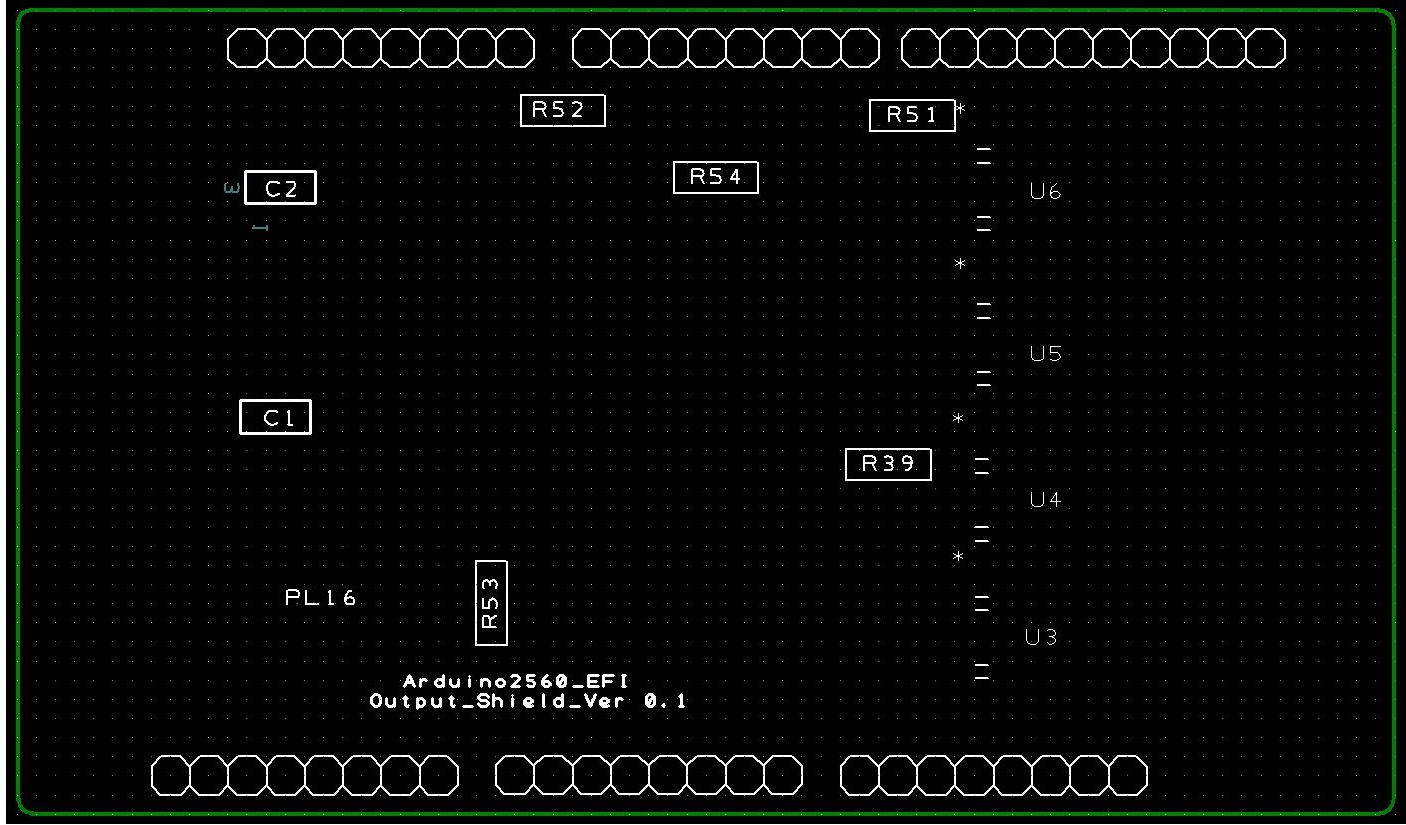 R52
R51
*
R54
3
C2
U6
1
*
U5
C1
*
R39
U4
*
PL16
R53
U3
Arduino2560_EFI
Output_Shield_Ver 0.1